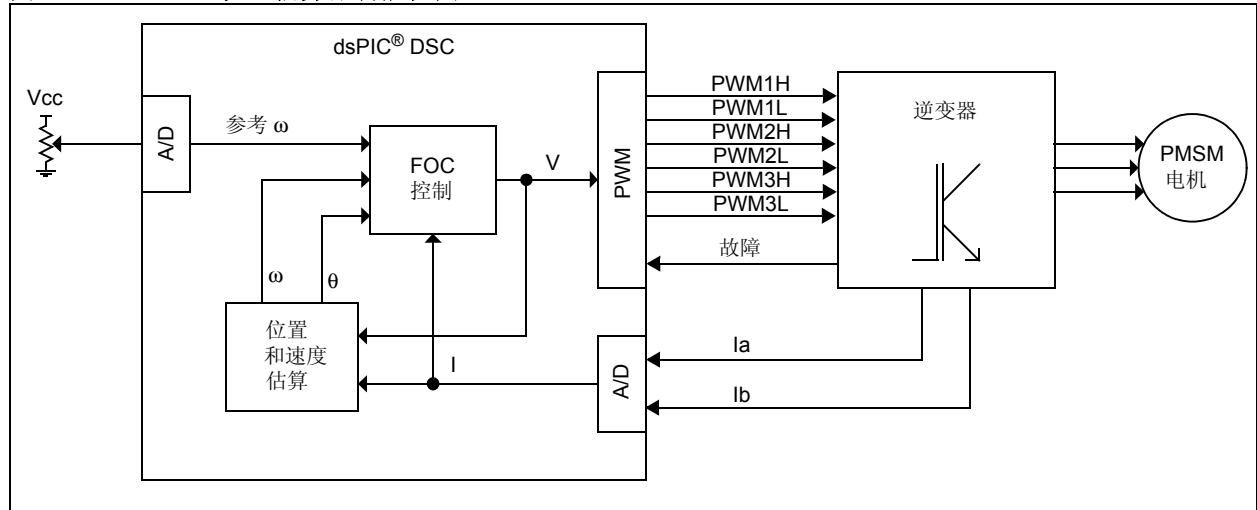 dsPIC® DSC
Vcc
A/D
参考 ω
FOC
控制
V
PWM
PWM1H
PWM1L
PWM2H
PWM2L
PWM3H
PWM3L
故障
逆变器
PMSM
电机
ω
θ
位置
和速度
估算
I
A/D
Ia
Ib